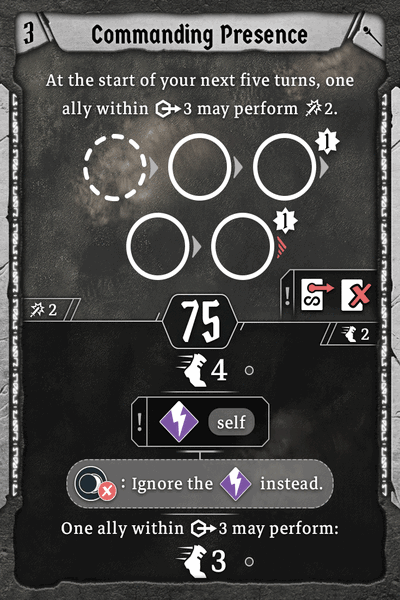 3 Commanding Presence
At the start of your next five turns, one
ally within 3 may perform 2.
1
1
!
2
75
2
4
! self
: Ignore the instead.
One ally within 3 may perform:
3